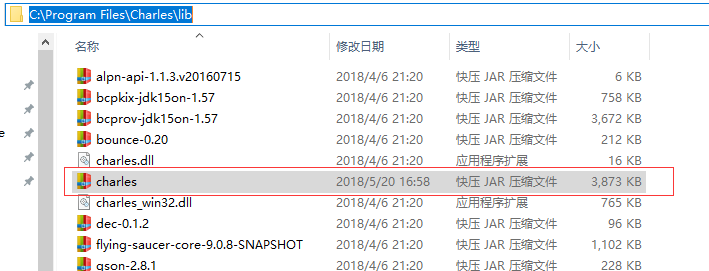 C:\Program Files\Charles\lib
名称 修改日期 类型 大小
alpn-api-1.1.3.v20160715 2018/4/6 21:20 快压 JAR 压缩文件 6 KB
bcpkix-jdk15on-1.57 2018/4/6 21:20 快压 JAR 压缩文件 758 KB
bcprov-jdk15on-1.57 2018/4/6 21:20 快压 JAR 压缩文件 3,672 KB
bounce-0.20 2018/4/6 21:20 快压 JAR 压缩文件 212 KB
charles.dll 2018/4/6 21:20 应用程序扩展 16 KB
charles 2018/5/20 16:58 快压 JAR 压缩文件 3,873 KB
charles_win32.dll 2018/4/6 21:20 应用程序扩展 765 KB
dec-0.1.2 2018/4/6 21:20 快压 JAR 压缩文件 96 KB
flying-saucer-core-9.0.8-SNAPSHOT 2018/4/6 21:20 快压 JAR 压缩文件 1,102 KB
gson-2.8.1 2018/4/6 21:20 快压 JAR 压缩文件 228 KB